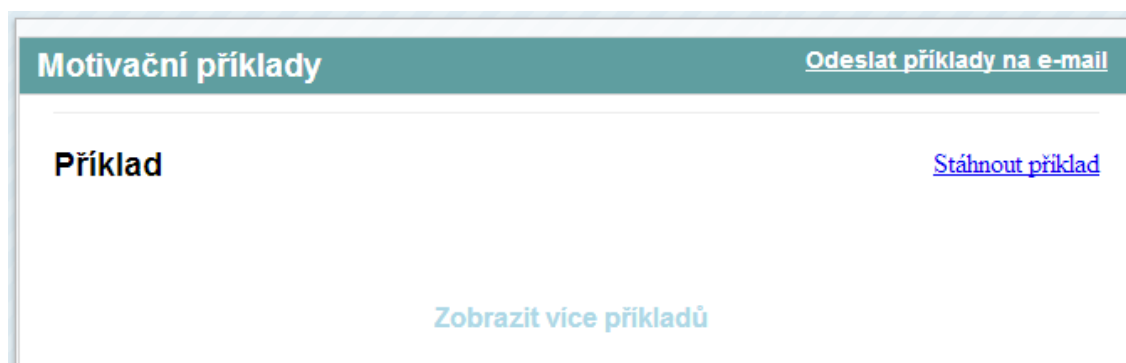 Motivační příklady
Odeslat příklady na e-mail
Příklad
Stáhnout příklad
Zobrazit více příkladů